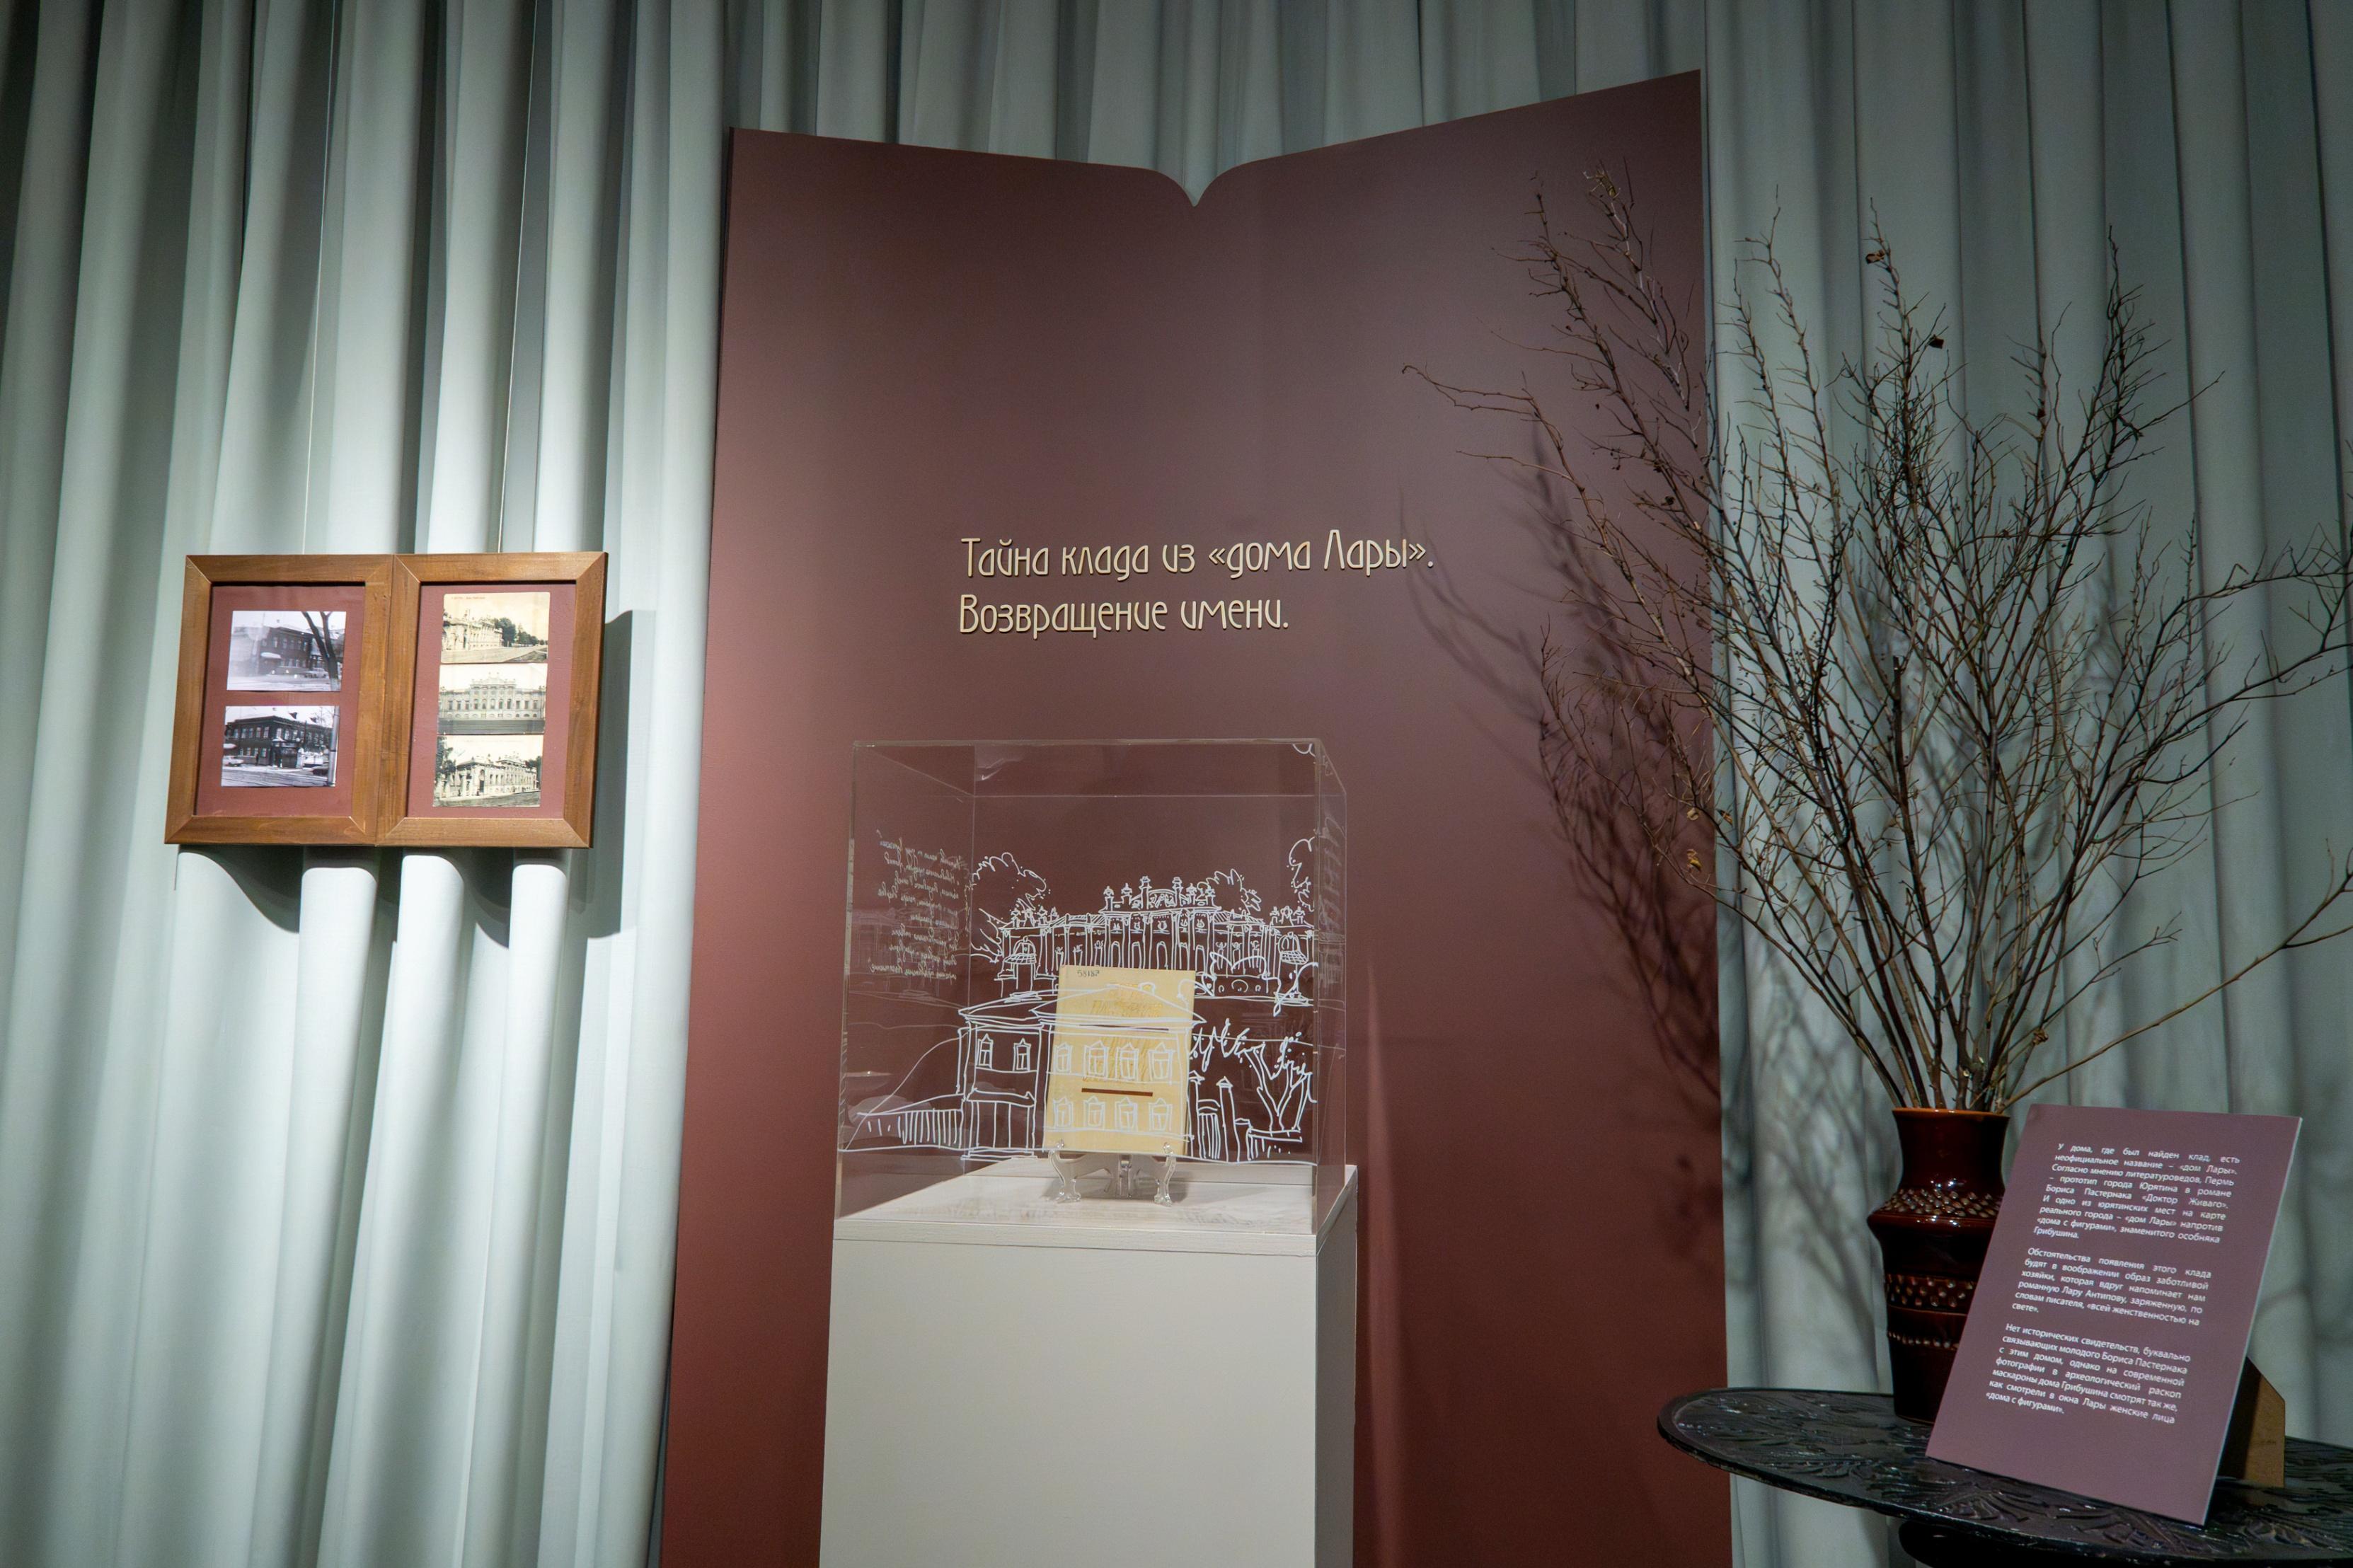 Тайна клада из «дома Лары».
Возвращение имени.
58182
У дома, где был найден клад, есть
неофициальное название – «дом Лары».
Согласно мнению литературоведов, Пермь
– прототип города Юрятина в романе
Бориса Пастернака «Доктор Живаго».
И одно из юрятинских мест на карте
реального города – «дом Лары» напротив
«дома с фигурами», знаменитого особняка
Грибушина.
Обстоятельства появления этого клада
будят в воображении образ заботливой
хозяйки, которая вдруг напоминает нам
романную Лару Антипову, заряженную, по
словам писателя, «всей женственностью на
свете».
Нет исторических свидетельств, буквально
связывающих молодого Бориса Пастернака
с этим домом, однако на современной
фотографии в археологический раскоп
маскароны дома Грибушина смотрят так же,
как смотрели в окна Лары женские лица
«дома с фигурами».